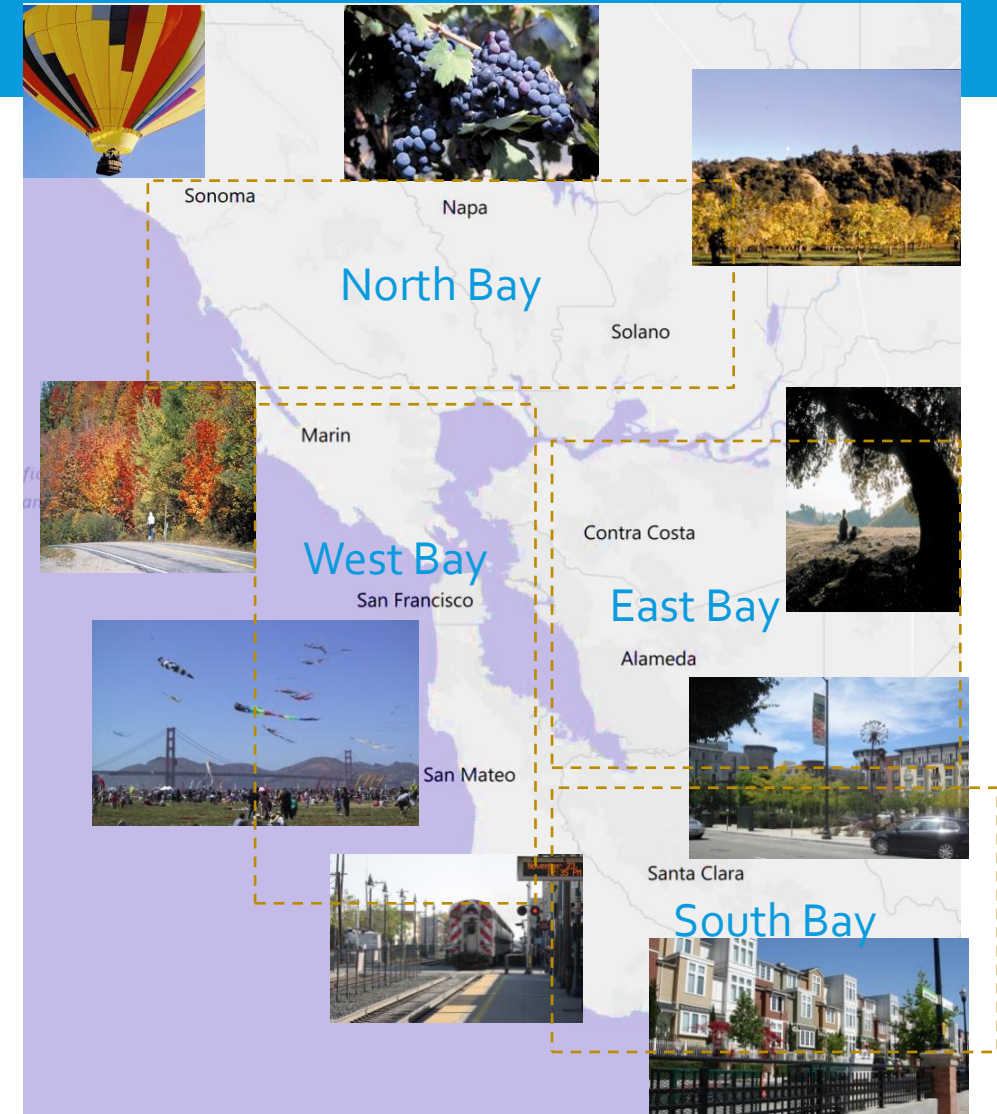 Sonoma
Napa
North Bay
Solano
Marin
Contra Costa
West Bay
San Francisco
East Bay
Alameda
San Mateo
Santa Clara
South Bay